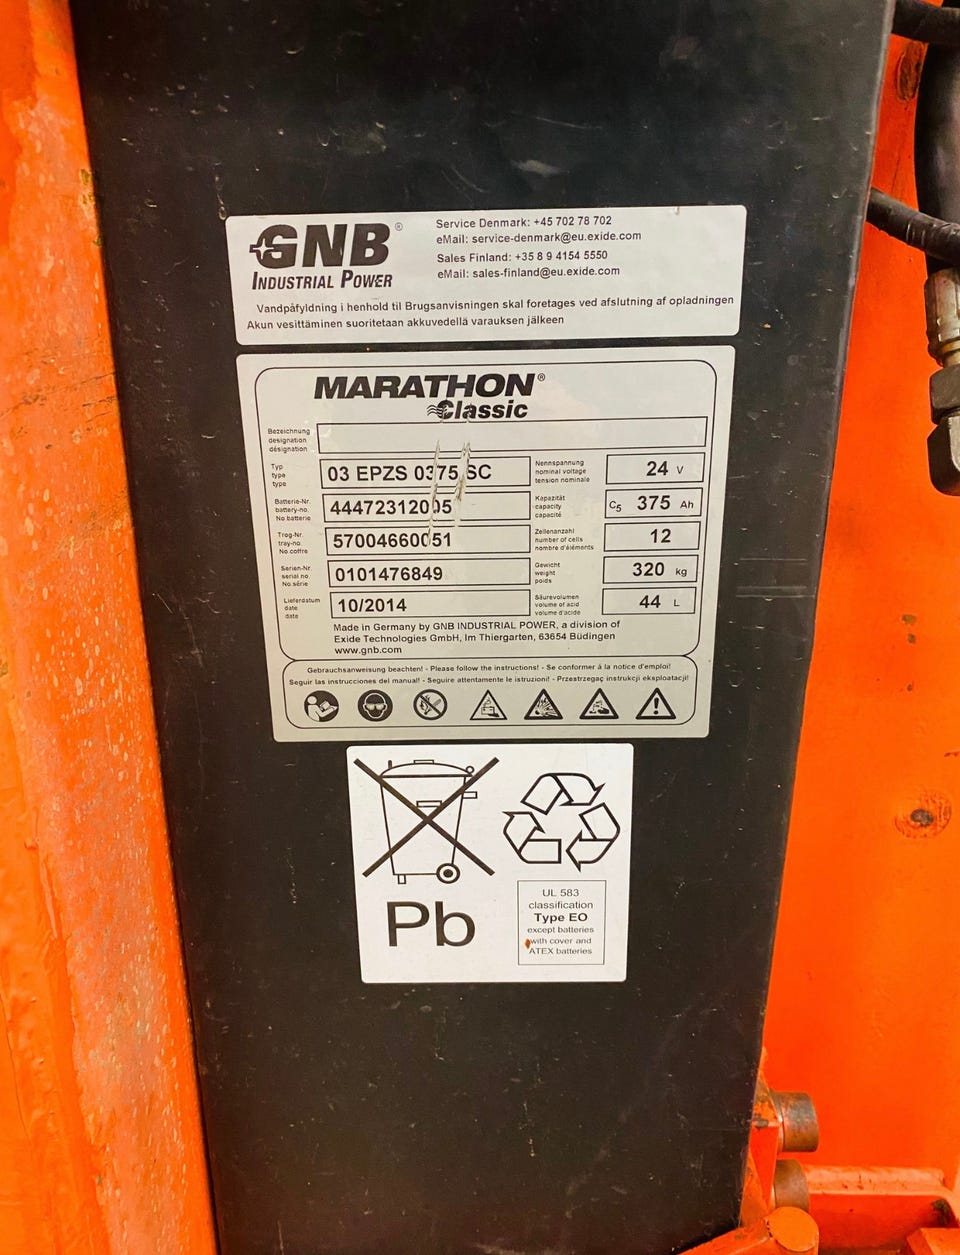 GNB®
INDUSTRIAL POWER
Service Denmark: +45 702 78 702
eMail: service-denmark@eu.exide.com
Sales Finland: +35 8 9 4154 5550
eMail: sales-finland@eu.exide.com
Vandpåfyldning i henhold til Brugsanvisningen skal foretages ved afslutning af opladningen
Akun vesittäminen suoritetaan akkuvedellä varauksen jälkeen
MARATHON®
Classic
Bezeichnung
designation
désignation
Typ
type
type
03 EPZS 0375 SC
Nennspannung
nominal voltage
tension nominale
24 V
Batterie-Nr.
battery-no.
No.batterie
44472312005
Kapazität
capacity
capacité
C5 375 Ah
Trog-Nr.
tray-no.
No.coffre
57004660051
Zellenanzahl
number of cells
nombre d'éléments
12
Serien-Nr.
serial no.
No.série
0101476849
Gewicht
weight
poids
320 kg
Lieferdatum
date
date
10/2014
Säurevolumen
volume of acid
volume d'acide
44 L
Made in Germany by GNB INDUSTRIAL POWER, a division of
Exide Technologies GmbH, Im Thiergarten, 63654 Büdingen
www.gnb.com
Gebrauchsanweisung beachten! - Please follow the instructions! - Se conformer à la notice d'emploi!
Seguir las instrucciones del manual! - Seguire attentamente le istruzioni! - Przestrzegaç instrukcji eksploatacji!
Pb
UL 583
classification
Type EO
except batteries
with cover and
ATEX batteries